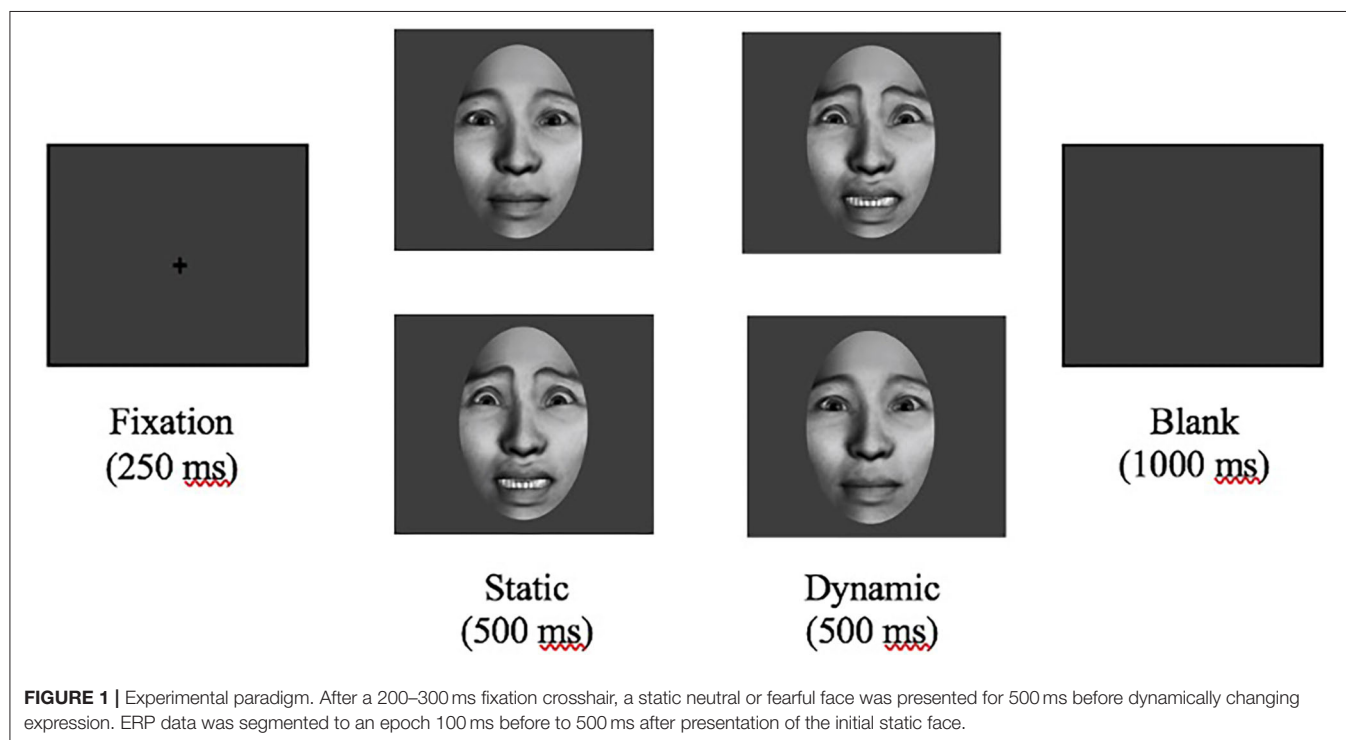 Fixation
(250 ms)
Static
(500 ms)
Dynamic
(500 ms)
Blank
(1000 ms)
FIGURE 1 | Experimental paradigm. After a 200–300 ms fixation crosshair, a static neutral or fearful face was presented for 500 ms before dynamically changing
expression. ERP data was segmented to an epoch 100 ms before to 500 ms after presentation of the initial static face.